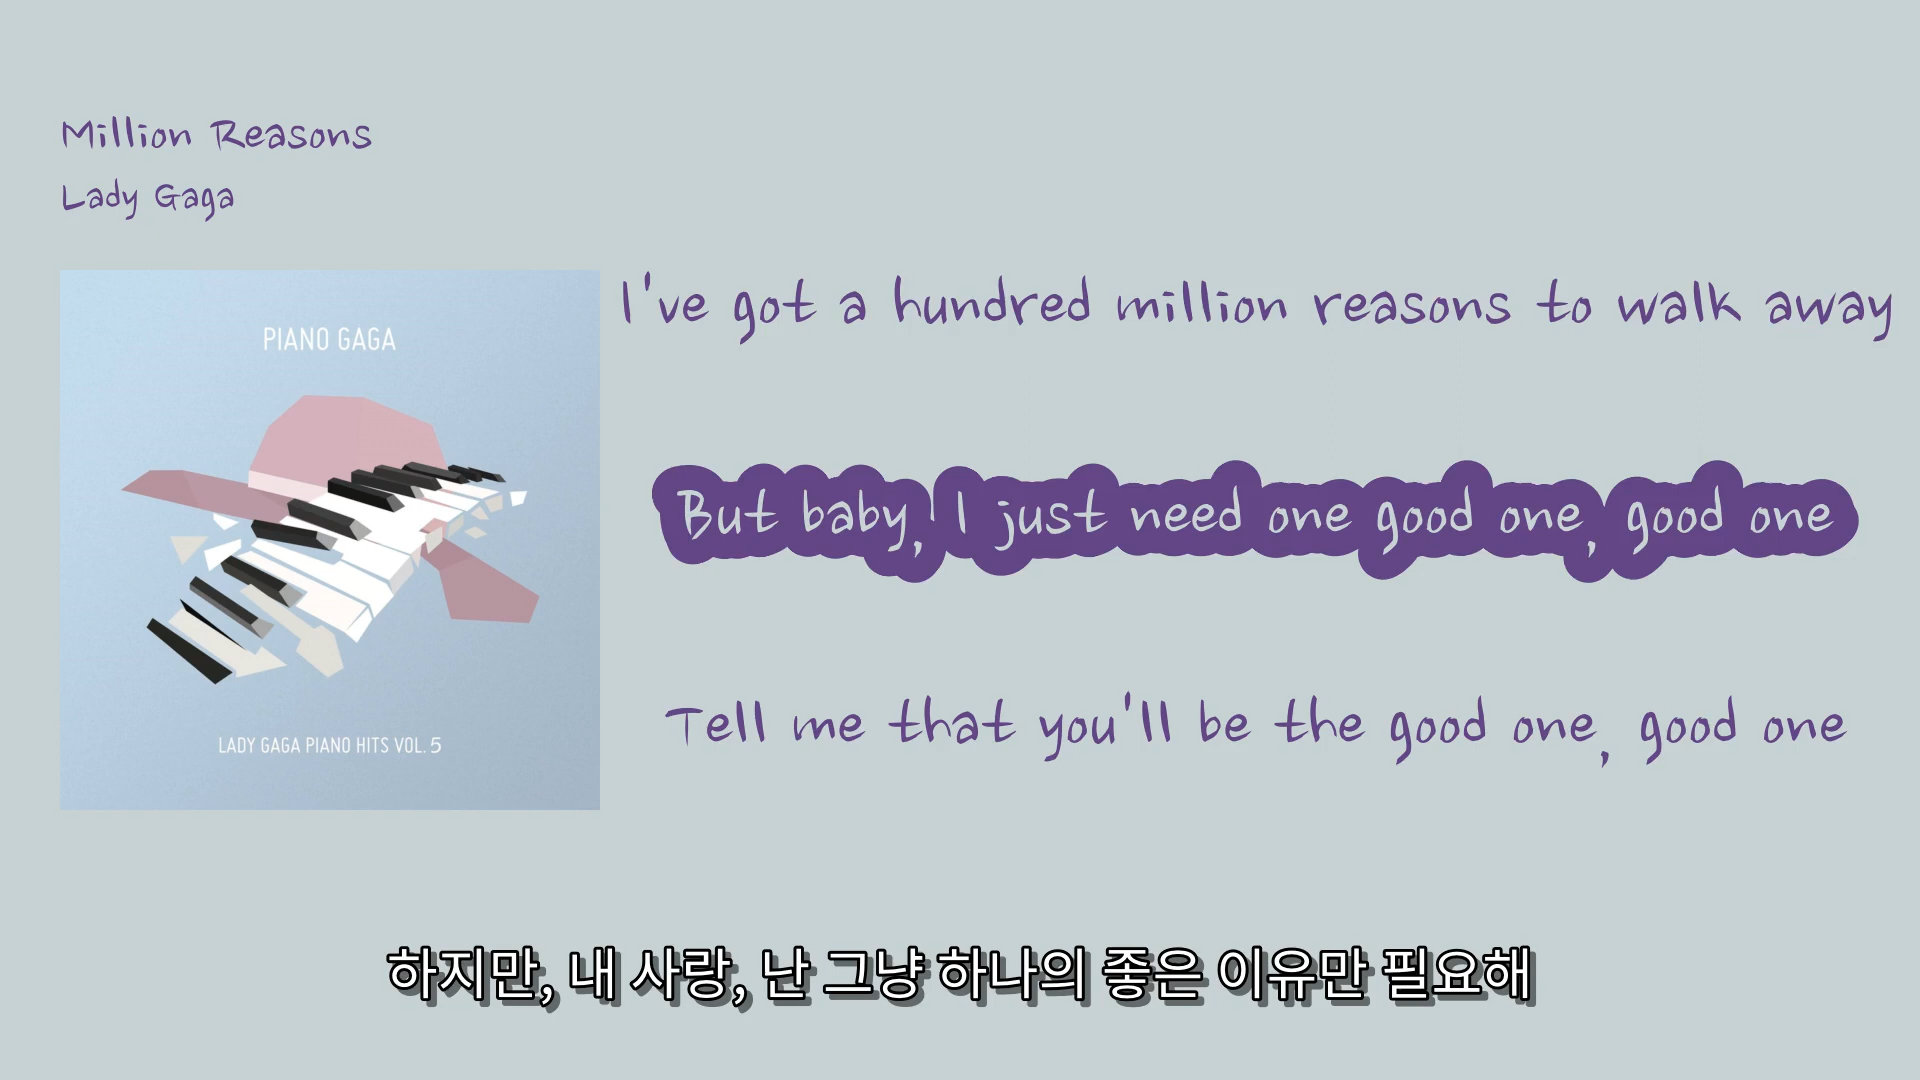 Million Reasons
Lady Gaga
PIANO GAGA
LADY GAGA PIANO HITS VOL. 5
I've got a hundred million reasons to walk away
But baby, I just need one good one, good one
Tell me that you'll be the good one, good one
하지만, 내 사랑, 난 그냥 하나의 좋은 이유만 필요해